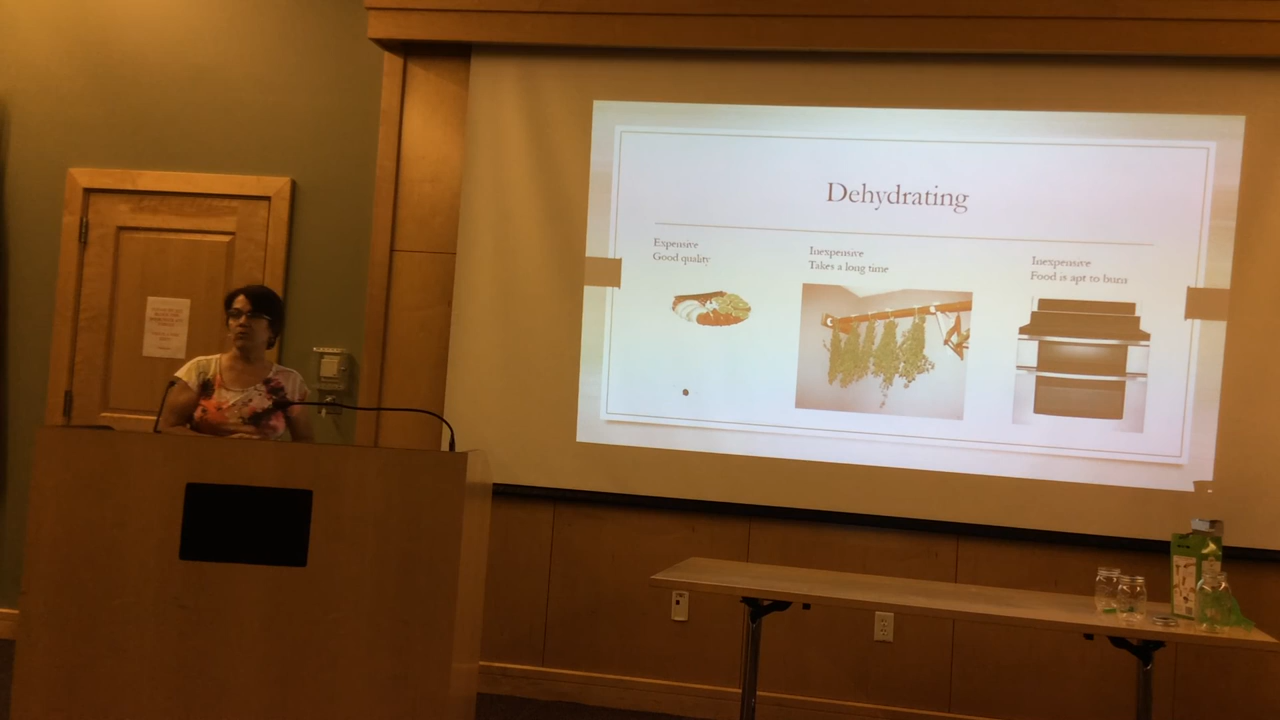 Dehydrating
Expensive
Good quality
Inexpensive
Takes a long time
Inexpensive
Food is apt to burn